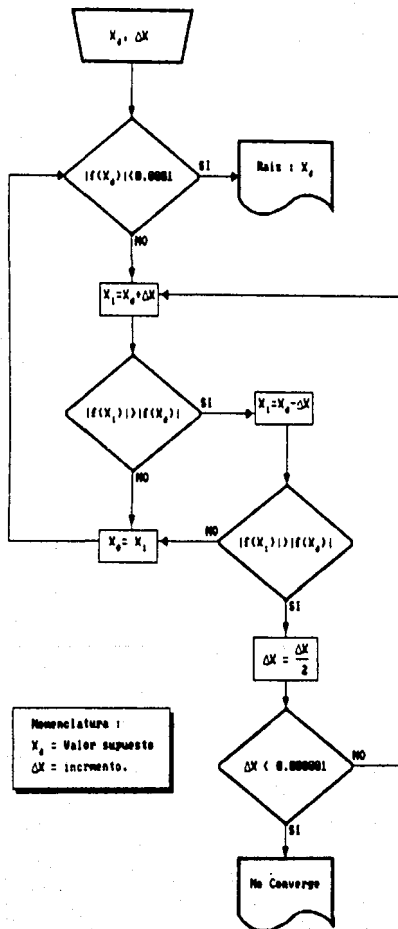 X₀, ΔX
|f(X₀)|<0.0001
SI
Raiz : X₀
NO
X₁=X₀+ΔX
|f(X₁)|>|f(X₀)|
SI
X₁=X₀-ΔX
NO
X₀= X₁
NO
|f(X₁)|>|f(X₀)|
SI
ΔX = ΔX/2
Nomenclatura :
X₀ = Valor supuesto
ΔX = incrmento.
ΔX < 0.000001
NO
SI
No Converge